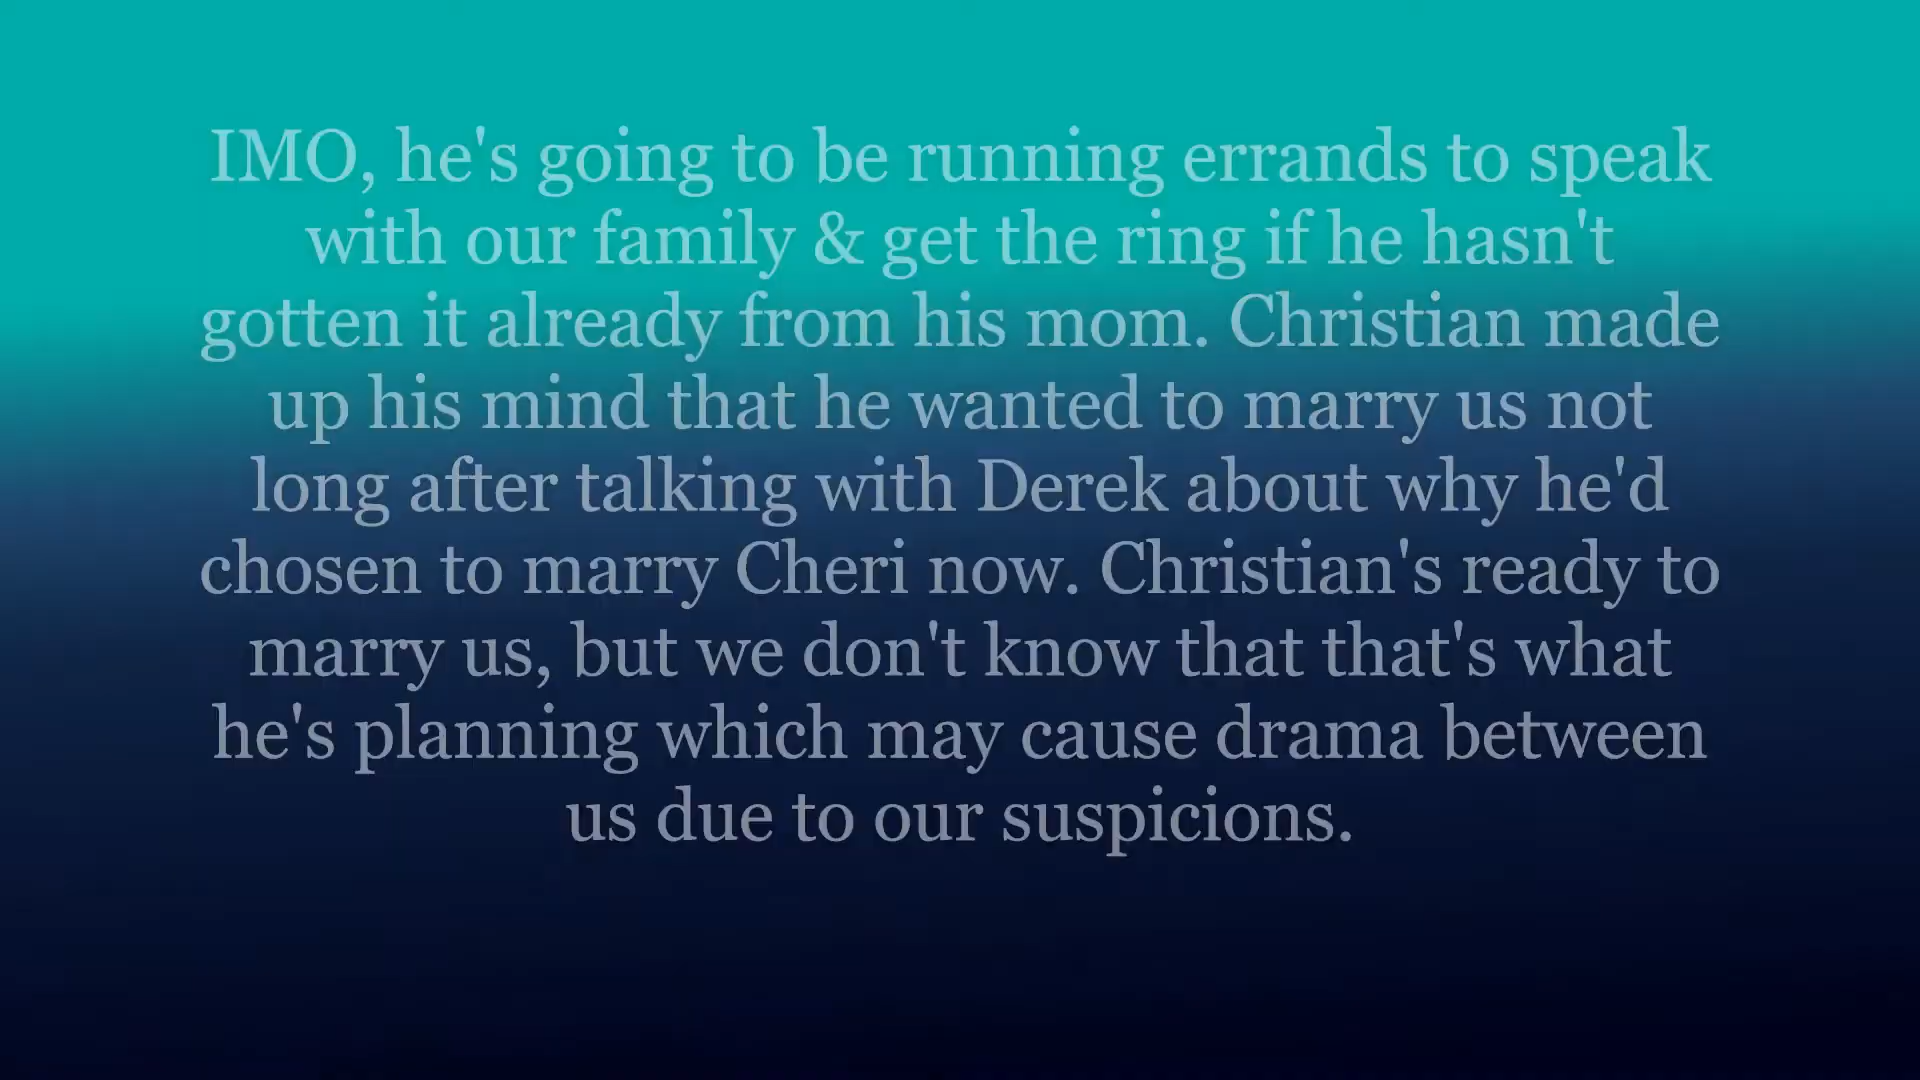 IMO, he's going to be running errands to speak
with our family & get the ring if he hasn't
gotten it already from his mom. Christian made
up his mind that he wanted to marry us not
long after talking with Derek about why he'd
chosen to marry Cheri now. Christian's ready to
marry us, but we don't know that that's what
he's planning which may cause drama between
us due to our suspicions.